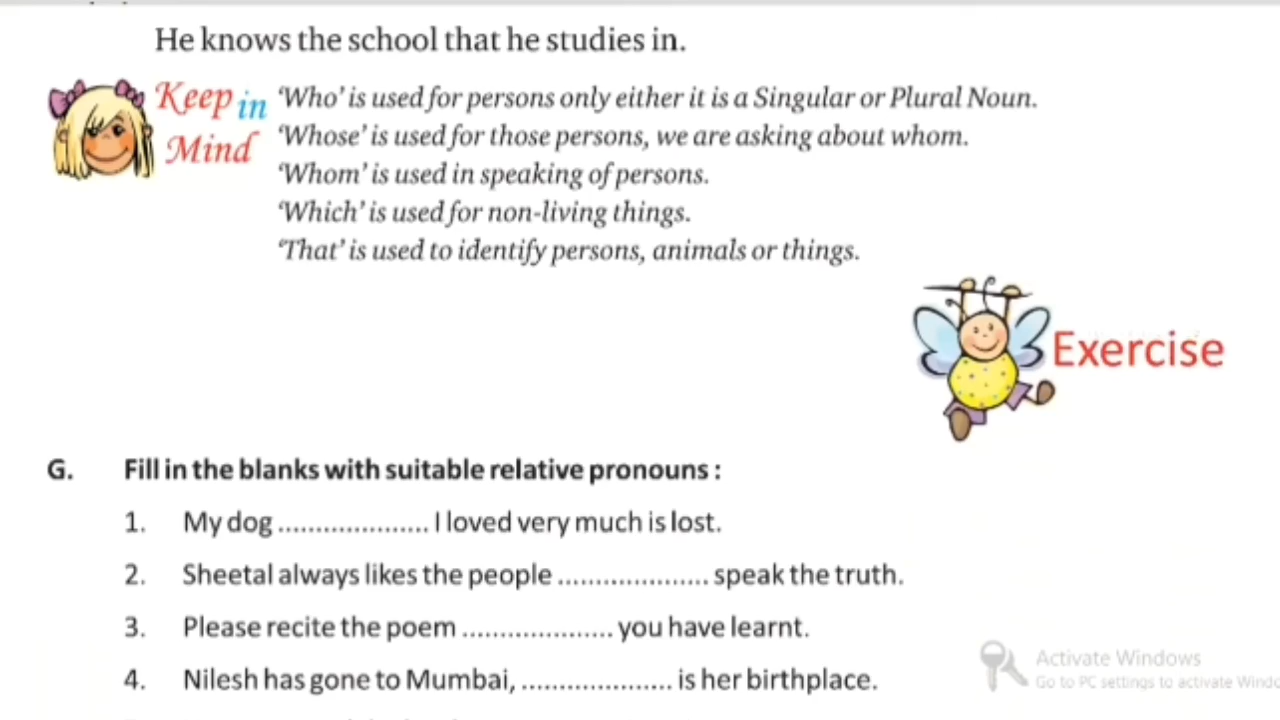 He knows the school that he studies in.
Keep in Mind
'Who' is used for persons only either it is a Singular or Plural Noun.
'Whose' is used for those persons, we are asking about whom.
'Whom' is used in speaking of persons.
'Which' is used for non-living things.
'That' is used to identify persons, animals or things.
Exercise
G. Fill in the blanks with suitable relative pronouns :
1. My dog .................... I loved very much is lost.
2. Sheetal always likes the people .................... speak the truth.
3. Please recite the poem .................... you have learnt.
4. Nilesh has gone to Mumbai, .................... is her birthplace.
Activate Windows
Go to PC settings to activate